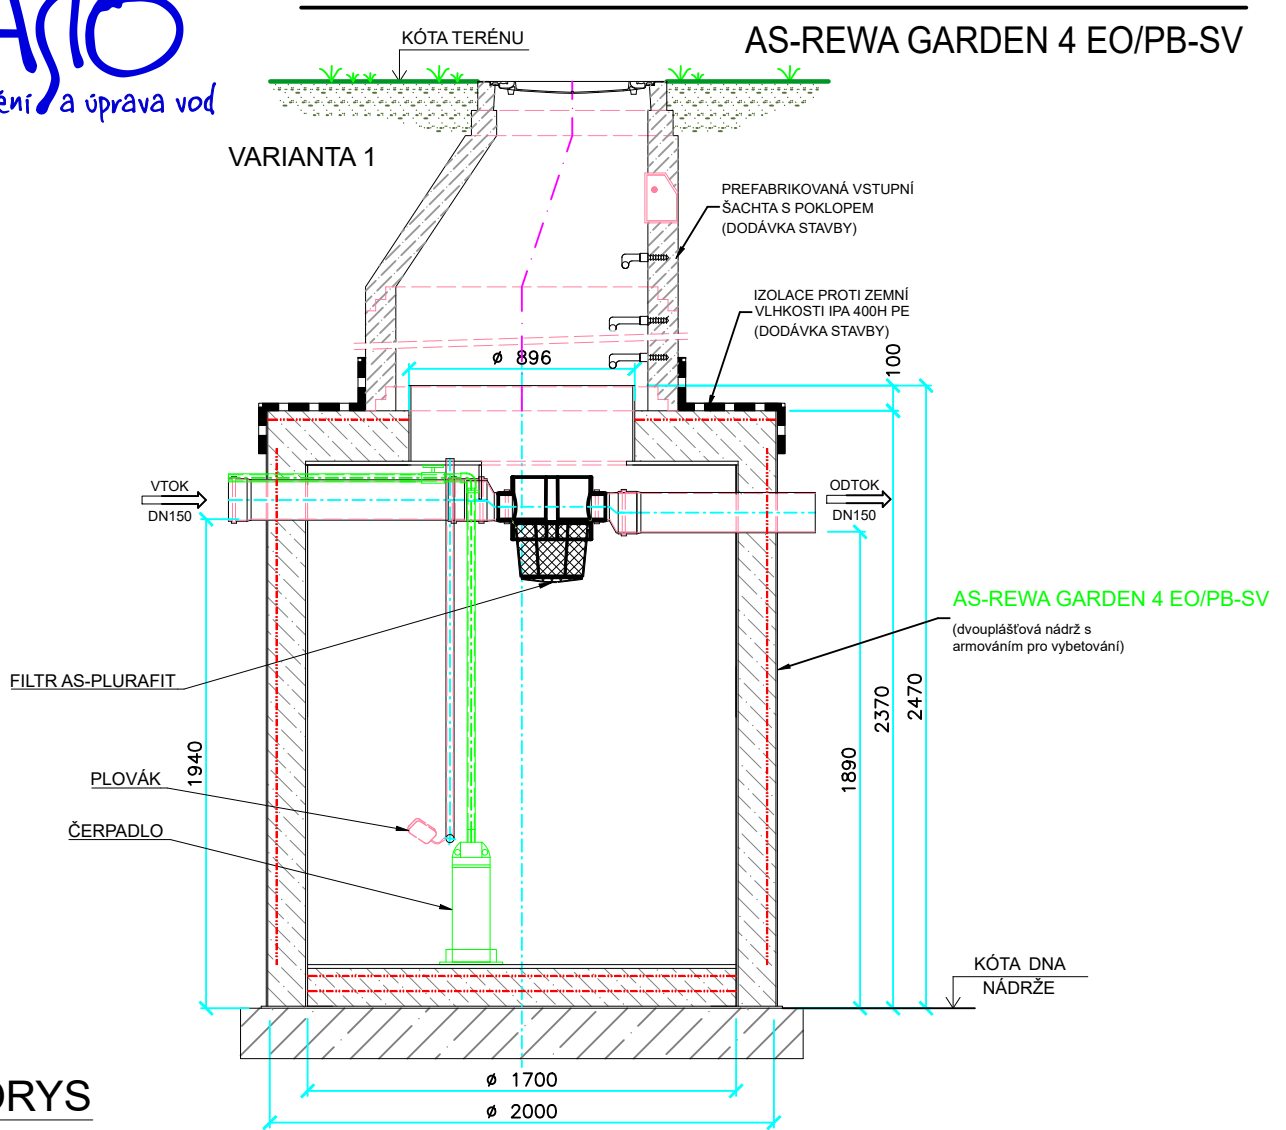 AS-REWA GARDEN 4 EO/PB-SV
KÓTA TERÉNU
a úprava vod
VARIANTA 1
PREFABRIKOVANÁ VSTUPNÍ
ŠACHTA S POKLOPEM
(DODÁVKA STAVBY)
IZOLACE PROTI ZEMNÍ
VLHKOSTI IPA 400H PE
(DODÁVKA STAVBY)
ø 896
100
VTOK
DN150
ODTOK
DN150
AS-REWA GARDEN 4 EO/PB-SV
(dvouplášťová nádrž s
armováním pro vybetování)
FILTR AS-PLURAFIT
2370
2470
1940
1890
PLOVÁK
ČERPADLO
KÓTA DNA
NÁDRŽE
ø 1700
ø 2000